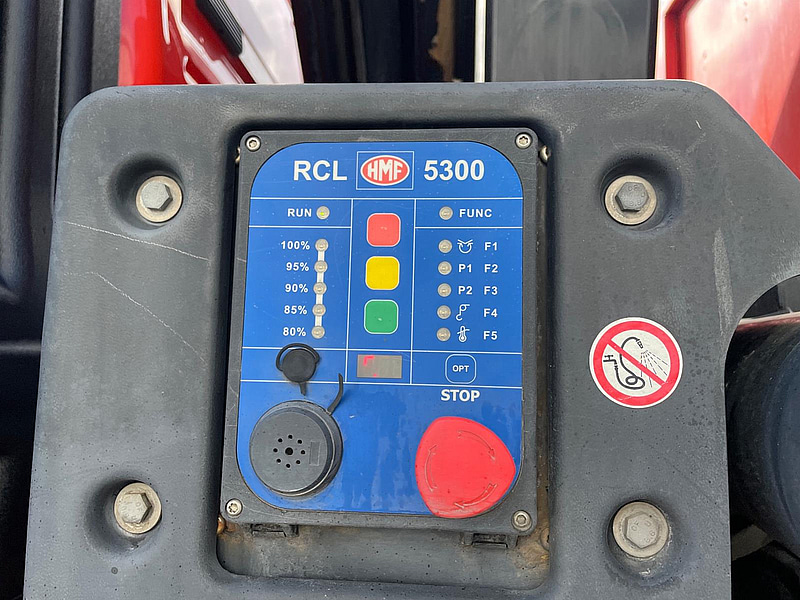 RCL HMF 5300
RUN
FUNC
100%
95%
90%
85%
80%
F1
P1 F2
P2 F3
F4
F5
OPT
STOP